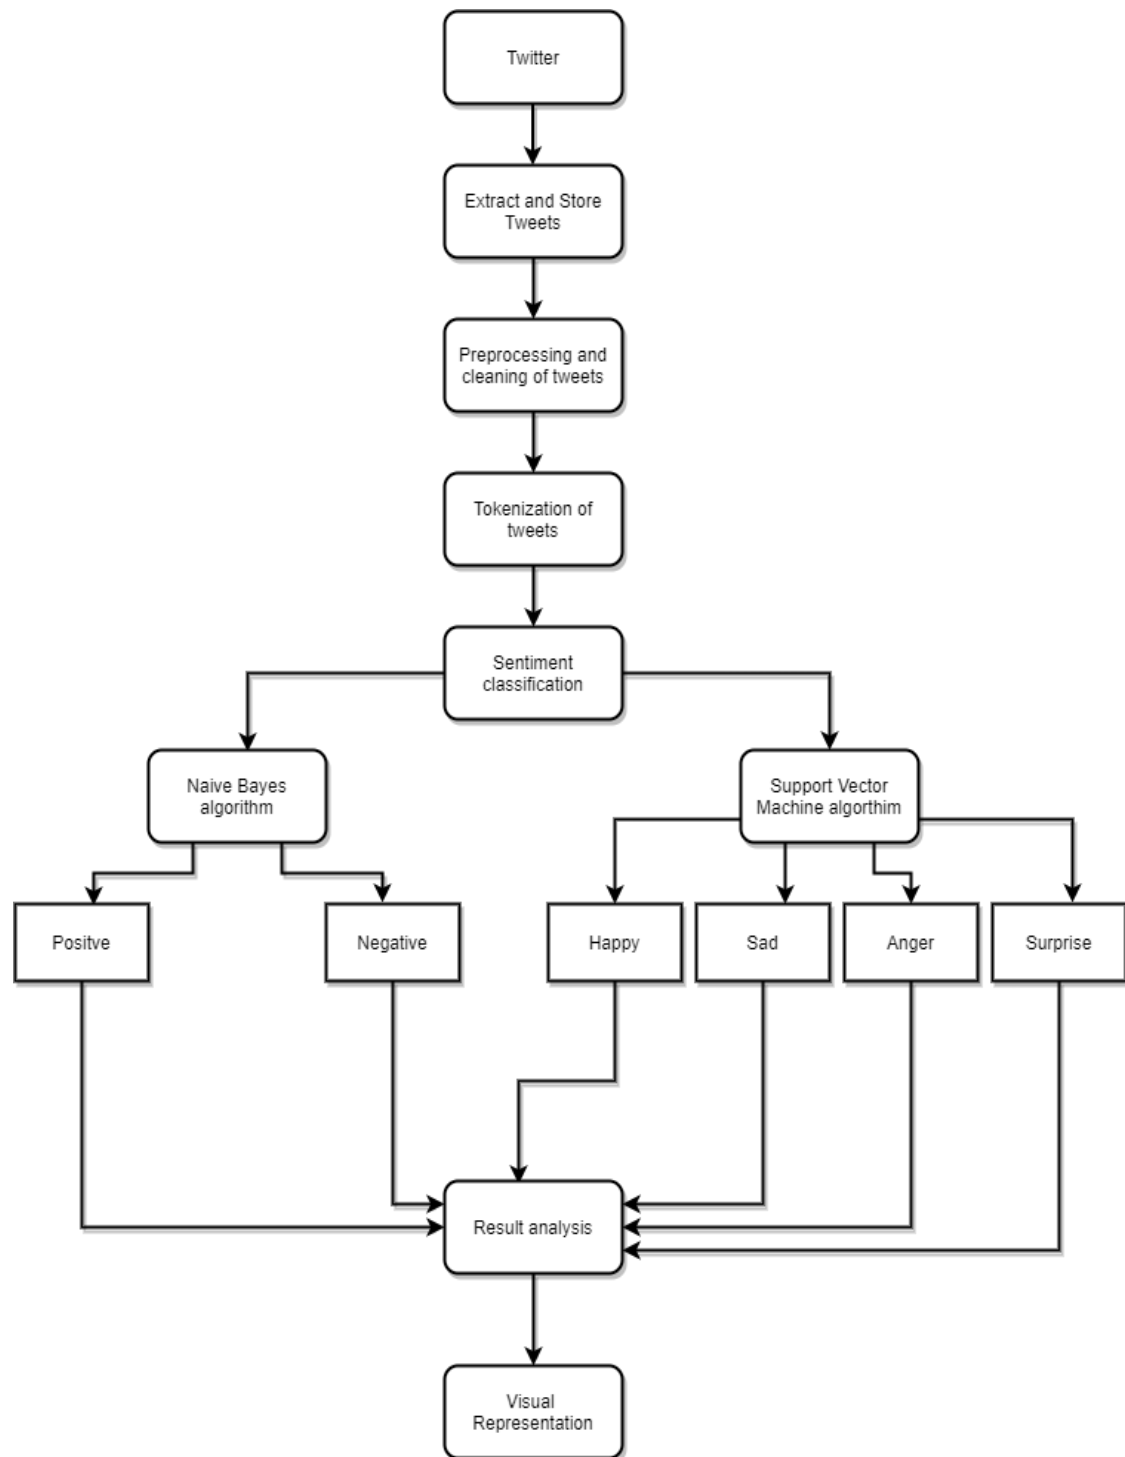 Twitter
Extract and Store
Tweets
Preprocessing and
cleaning of tweets
Tokenization of
tweets
Sentiment
classification
Naive Bayes
algorithm
Support Vector
Machine algorthim
Positve
Negative
Happy
Sad
Anger
Surprise
Result analysis
Visual
Representation